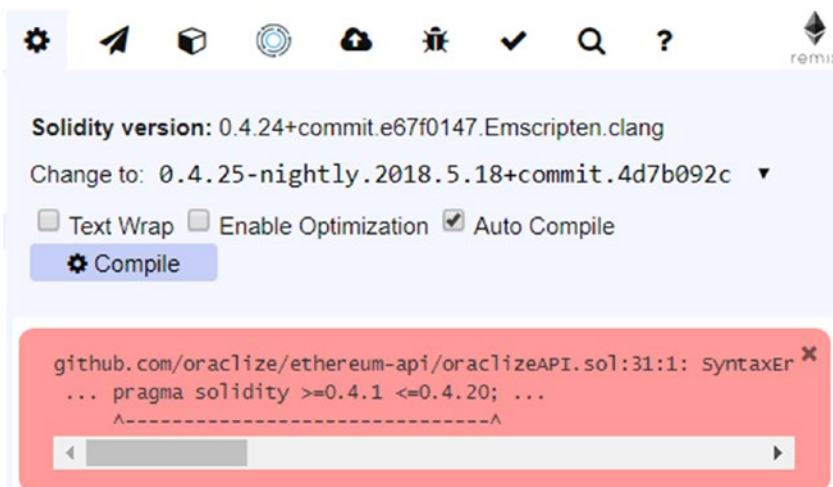 ?
remix
Solidity version: 0.4.24+commit.e67f0147.Emscripten.clang
Change to: 0.4.25-nightly.2018.5.18+commit.4d7b092c
Text Wrap Enable Optimization Auto Compile
Compile
github.com/oraclize/ethereum-api/oraclizeAPI.sol:31:1: SyntaxEr
... pragma solidity >=0.4.1 <=0.4.20; ...
^-------------------------------^